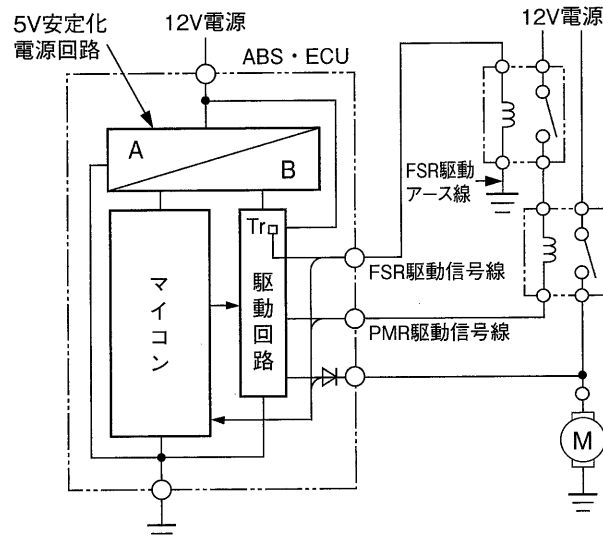 5V安定化
電源回路
12V電源
12V電源
ABS・ECU
A
B
FSR駆動
アース線
Tr
マイコン
駆動回路
FSR駆動信号線
PMR駆動信号線
M